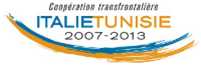 Coopération transfrontalière
ITALIETUNISIE
2007-2013